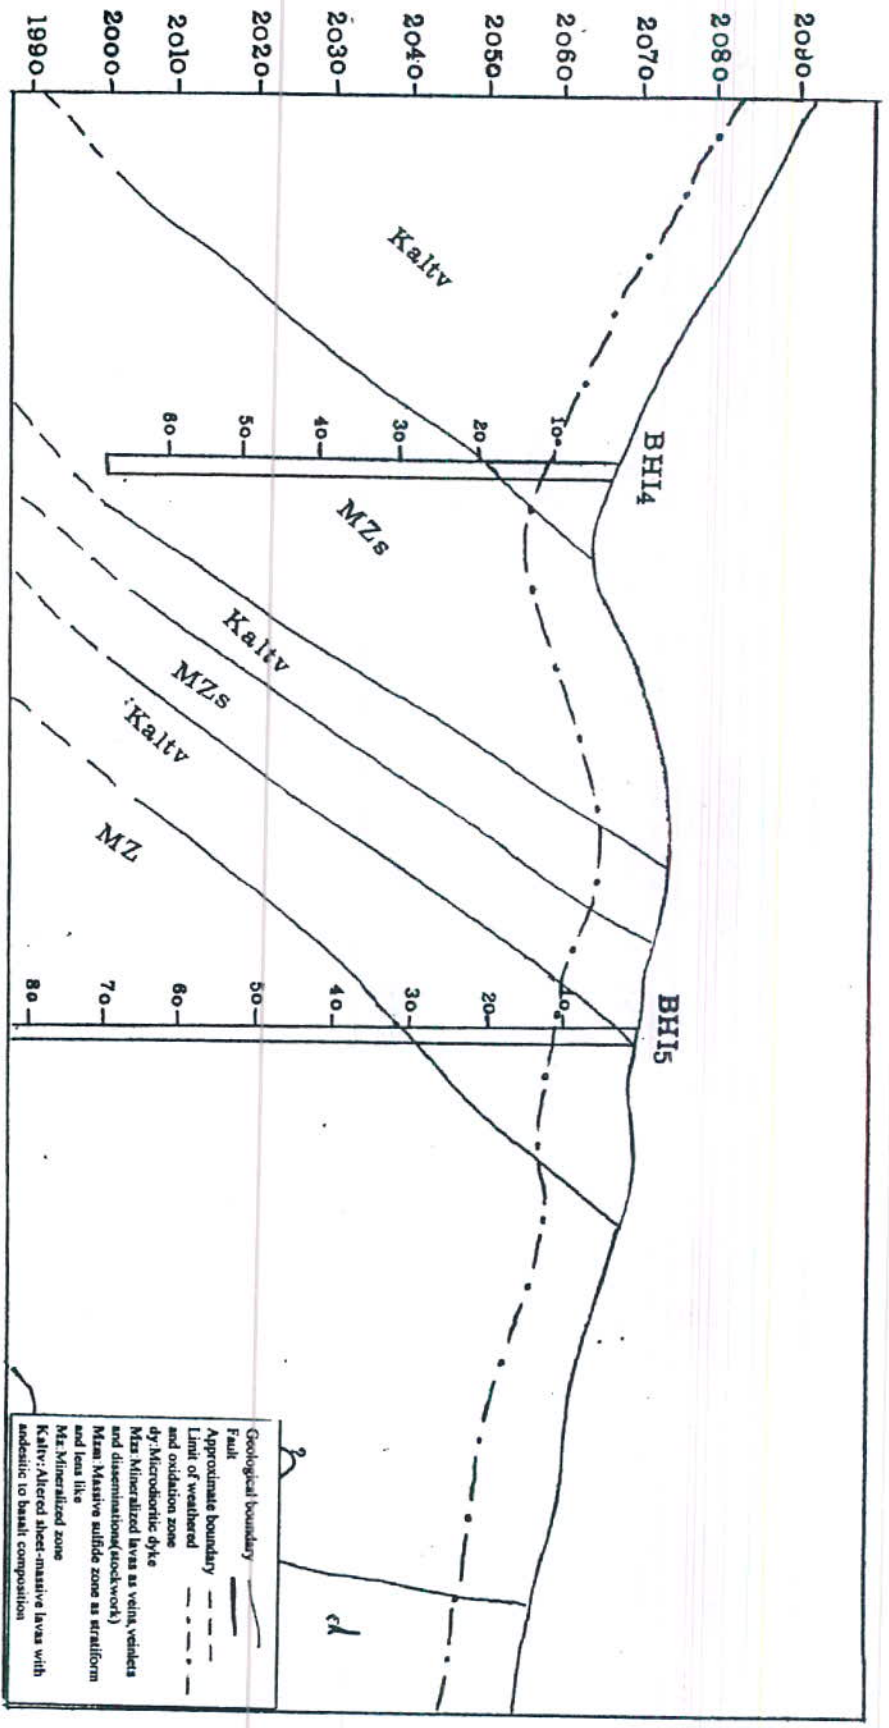 2090
2080
2070
2060
2050
2040
2030
2020
2010
2000
1990
BHI4
10
20
30
40
50
60
BHI5
10
20
30
40
50
60
70
80
Kaltv
MZs
Kaltv
MZs
Kaltv
MZ
?
Geological boundary
Fault
Approximate boundary
Limit of weathered
and oxidation zone
dy:Microdioritic dyke
Mzs:Mineralized lavas as veins,veinlets
and disseminations(stockwork)
Mzm:Massive sulfide zone as stratiform
and lens like
Mz:Mineralized zone
Kaltv:Altered sheet-massive lavas with
andesitic to basalt composition